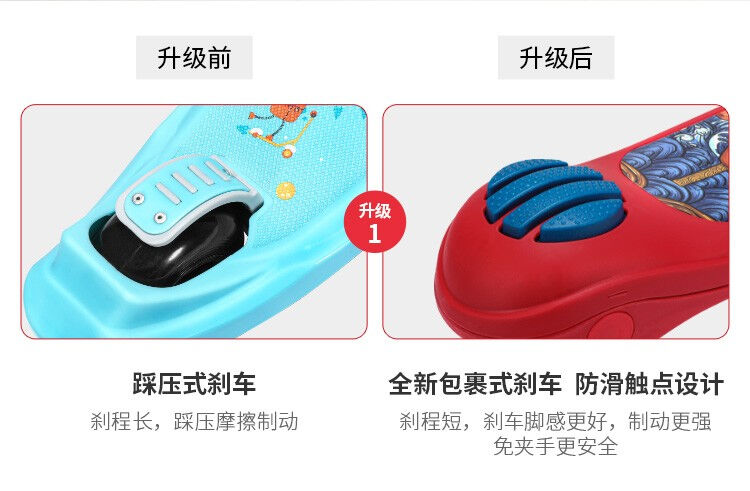 升级前
升级后
升级
1
踩压式刹车
刹程长，踩压摩擦制动
全新包裹式刹车 防滑触点设计
刹程短，刹车脚感更好，制动更强
免夹手更安全